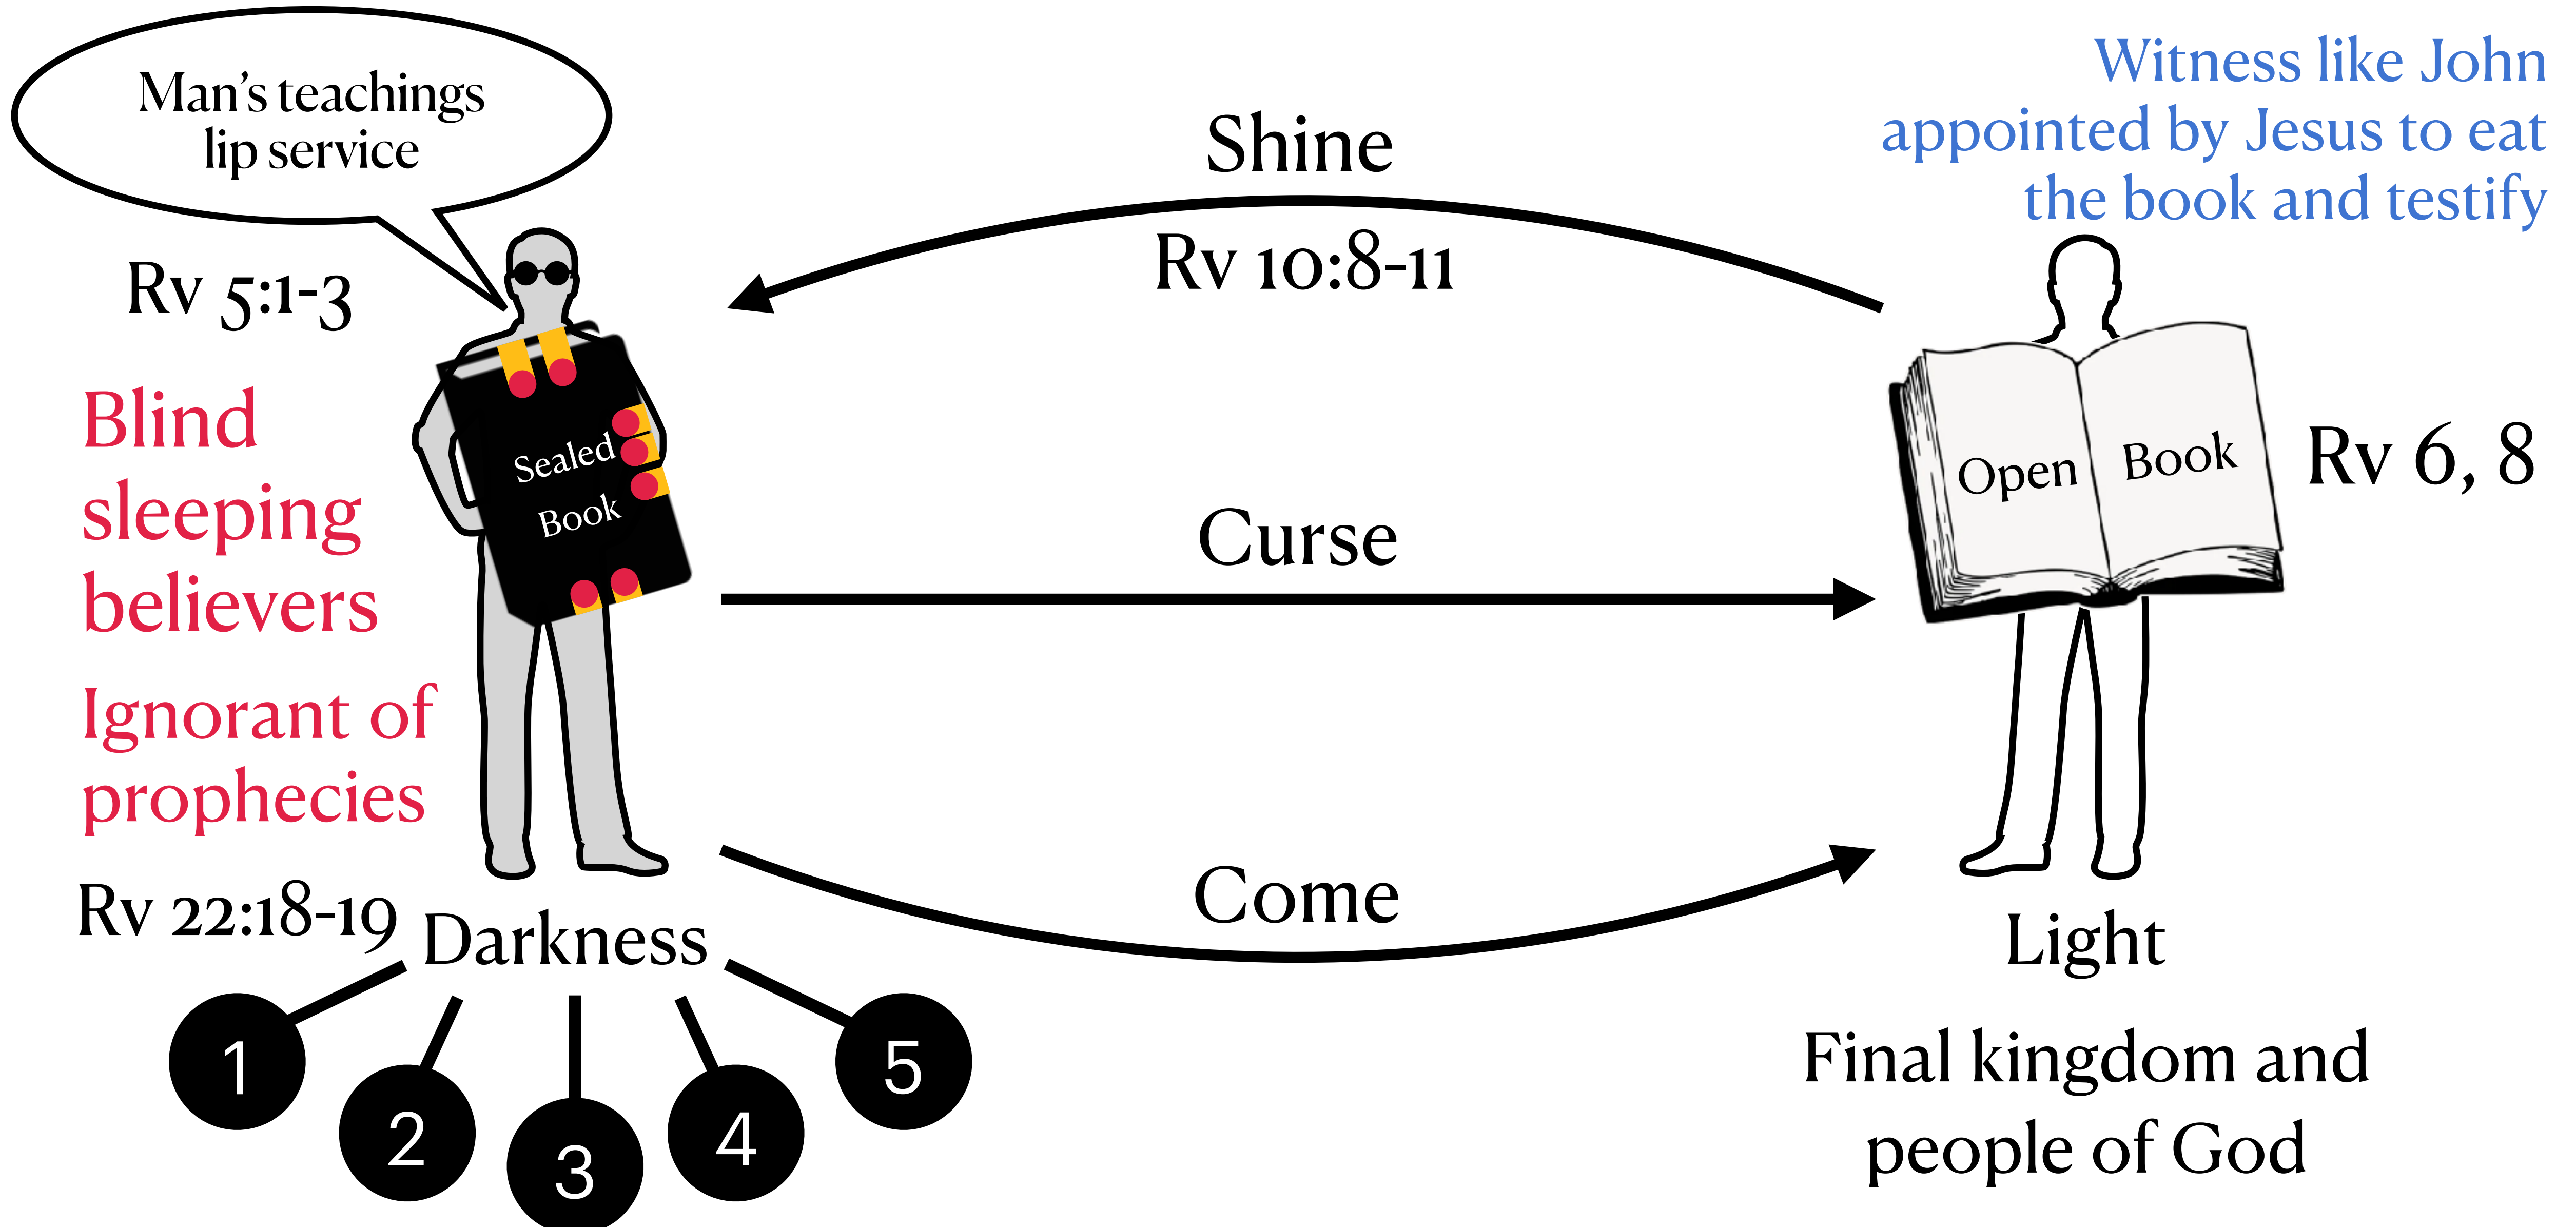 Man’s teachings
lip service
Rv 5:1-3
Blind
sleeping
believers
Ignorant of
prophecies
Rv 22:18-19
Sealed
Book
Darkness
1
2
3
4
5
Shine
Rv 10:8-11
Curse
Come
Witness like John
appointed by Jesus to eat
the book and testify
Open Book
Rv 6, 8
Light
Final kingdom and
people of God